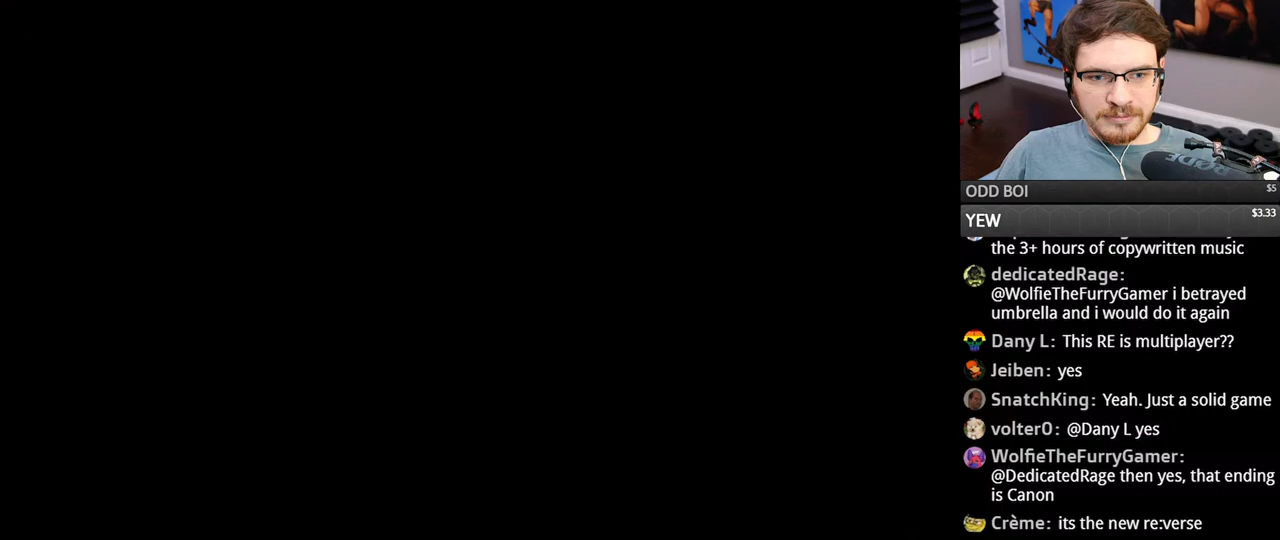 RODE
ODD BOI $5
YEW $3.33
the 3+ hours of copywritten music
dedicatedRage:
@WolfieTheFurryGamer i betrayed
umbrella and i would do it again
Dany L: This RE is multiplayer??
Jeiben: yes
SnatchKing: Yeah. Just a solid game
volter0: @Dany L yes
WolfieTheFurryGamer:
@DedicatedRage then yes, that ending
is Canon
Crème: its the new re:verse